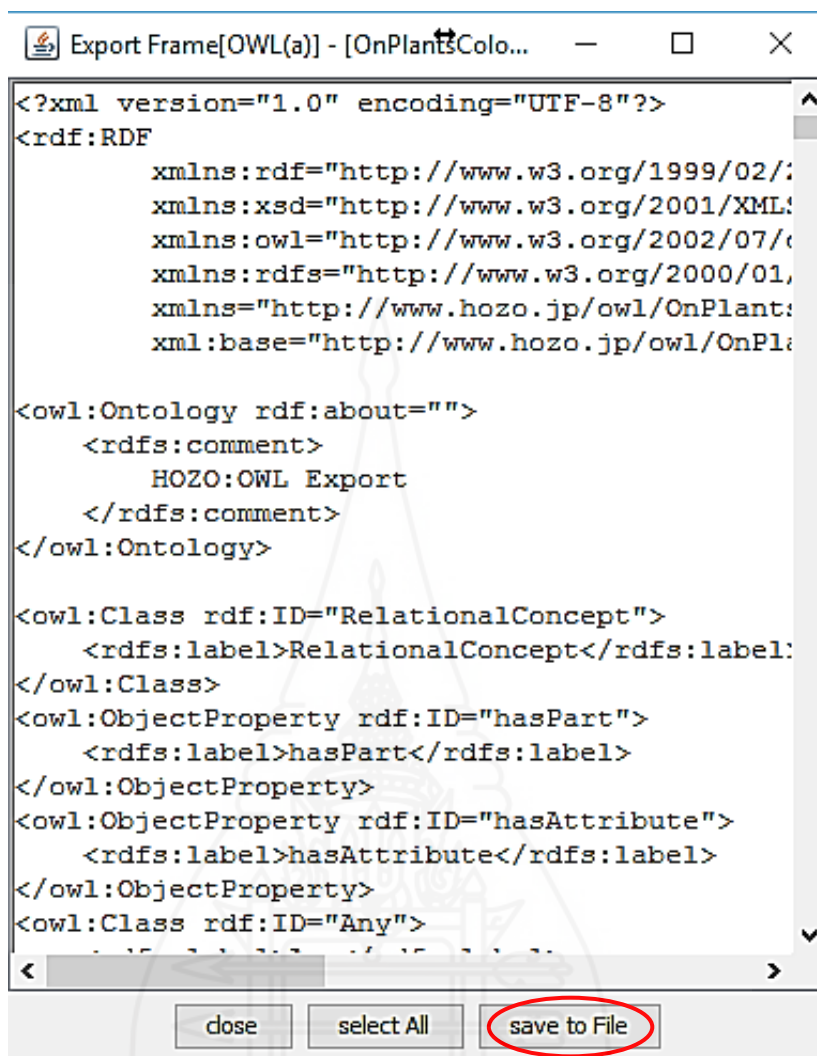 Export Frame[OWL(a)] - [OnPlantsColo...
<?xml version="1.0" encoding="UTF-8"?>
<rdf:RDF
xmlns:rdf="http://www.w3.org/1999/02/
xmlns:xsd="http://www.w3.org/2001/XMLS
xmlns:owl="http://www.w3.org/2002/07/
xmlns:rdfs="http://www.w3.org/2000/01/
xmlns="http://www.hozo.jp/owl/OnPlants
xml:base="http://www.hozo.jp/owl/OnPla
<owl:Ontology rdf:about="">
<rdfs:comment>
HOZO:OWL Export
</rdfs:comment>
</owl:Ontology>
<owl:Class rdf:ID="RelationalConcept">
<rdfs:label>RelationalConcept</rdfs:label>
</owl:Class>
<owl:ObjectProperty rdf:ID="hasPart">
<rdfs:label>hasPart</rdfs:label>
</owl:ObjectProperty>
<owl:ObjectProperty rdf:ID="hasAttribute">
<rdfs:label>hasAttribute</rdfs:label>
</owl:ObjectProperty>
<owl:Class rdf:ID="Any">
close select All save to File